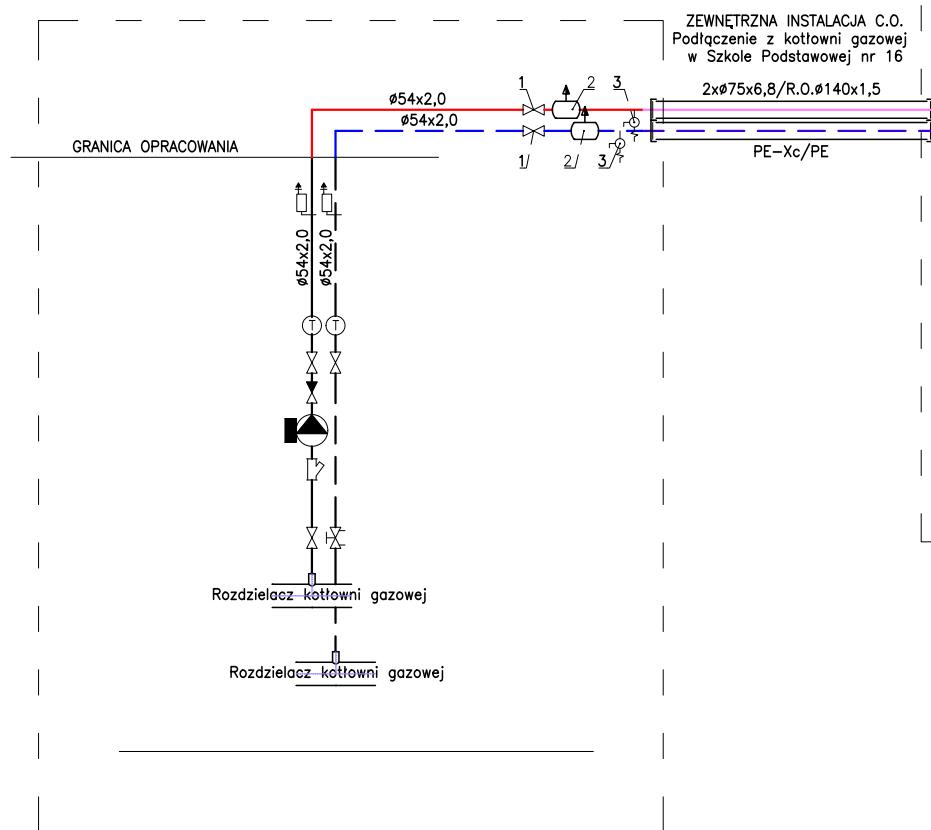 ZEWNĘTRZNA INSTALACJA C.O.
Podłączenie z kotłowni gazowej
w Szkole Podstawowej nr 16
1
2
3
2xø75x6,8/R.O.ø140x1,5
ø54x2,0
ø54x2,0
GRANICA OPRACOWANIA
1
2
3
PE-Xc/PE
ø54x2,0
ø54x2,0
T
T
Rozdzielacz kotłowni gazowej
Rozdzielacz kotłowni gazowej